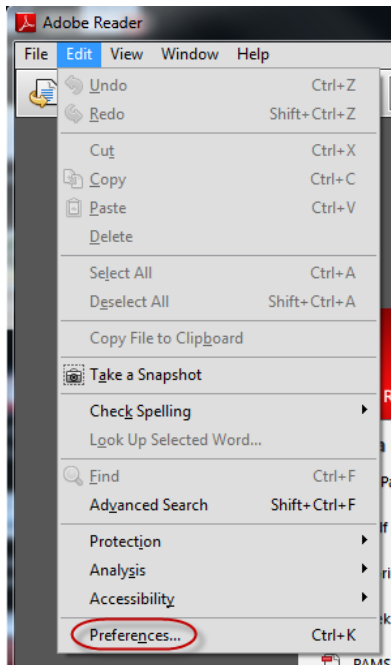 Adobe Reader
File Edit View Window Help
Undo Ctrl+Z
Redo Shift+Ctrl+Z
Cut Ctrl+X
Copy Ctrl+C
Paste Ctrl+V
Delete
Select All Ctrl+A
Deselect All Shift+Ctrl+A
Copy File to Clipboard
Take a Snapshot
Check Spelling
Look Up Selected Word...
Find Ctrl+F
Advanced Search Shift+Ctrl+F
Protection
Analysis
Accessibility
Preferences... Ctrl+K
PAMS